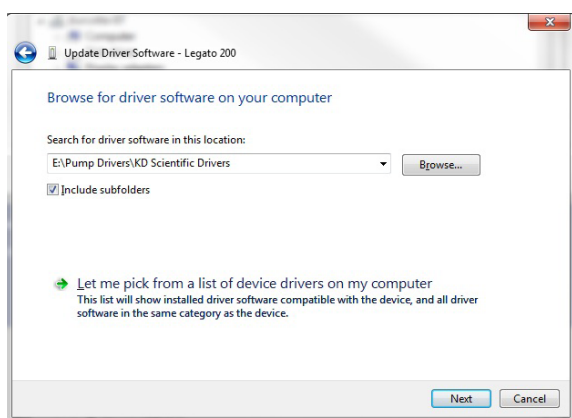 Computer
Update Driver Software - Legato 200
Browse for driver software on your computer
Search for driver software in this location:
E:\Pump Drivers\KD Scientific Drivers
Browse...
Include subfolders
Let me pick from a list of device drivers on my computer
This list will show installed driver software compatible with the device, and all driver
software in the same category as the device.
Next Cancel